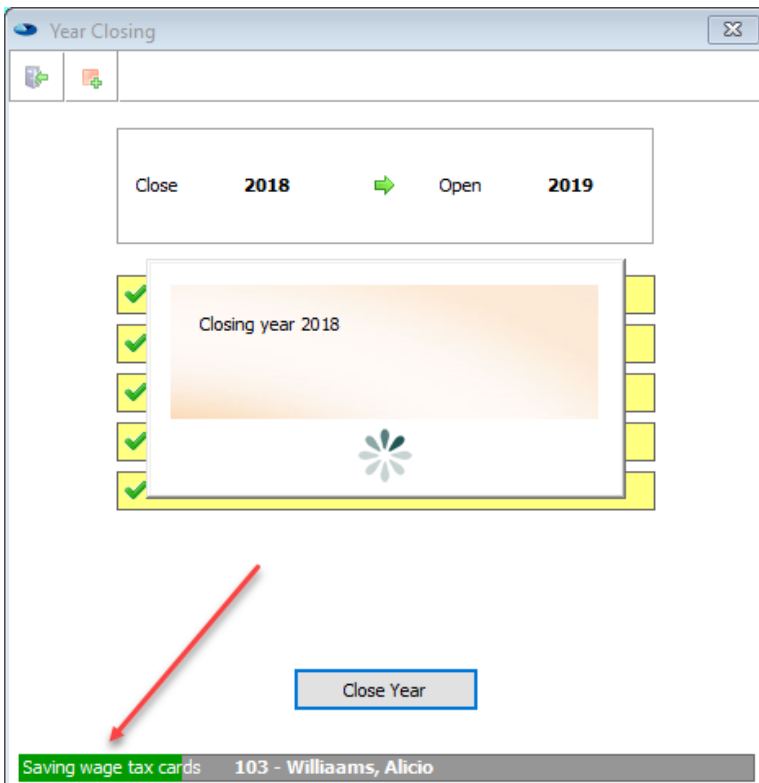 Year Closing
Close 2018 Open 2019
Closing year 2018
Close Year
Saving wage tax cards 103 - Williaams, Alicio